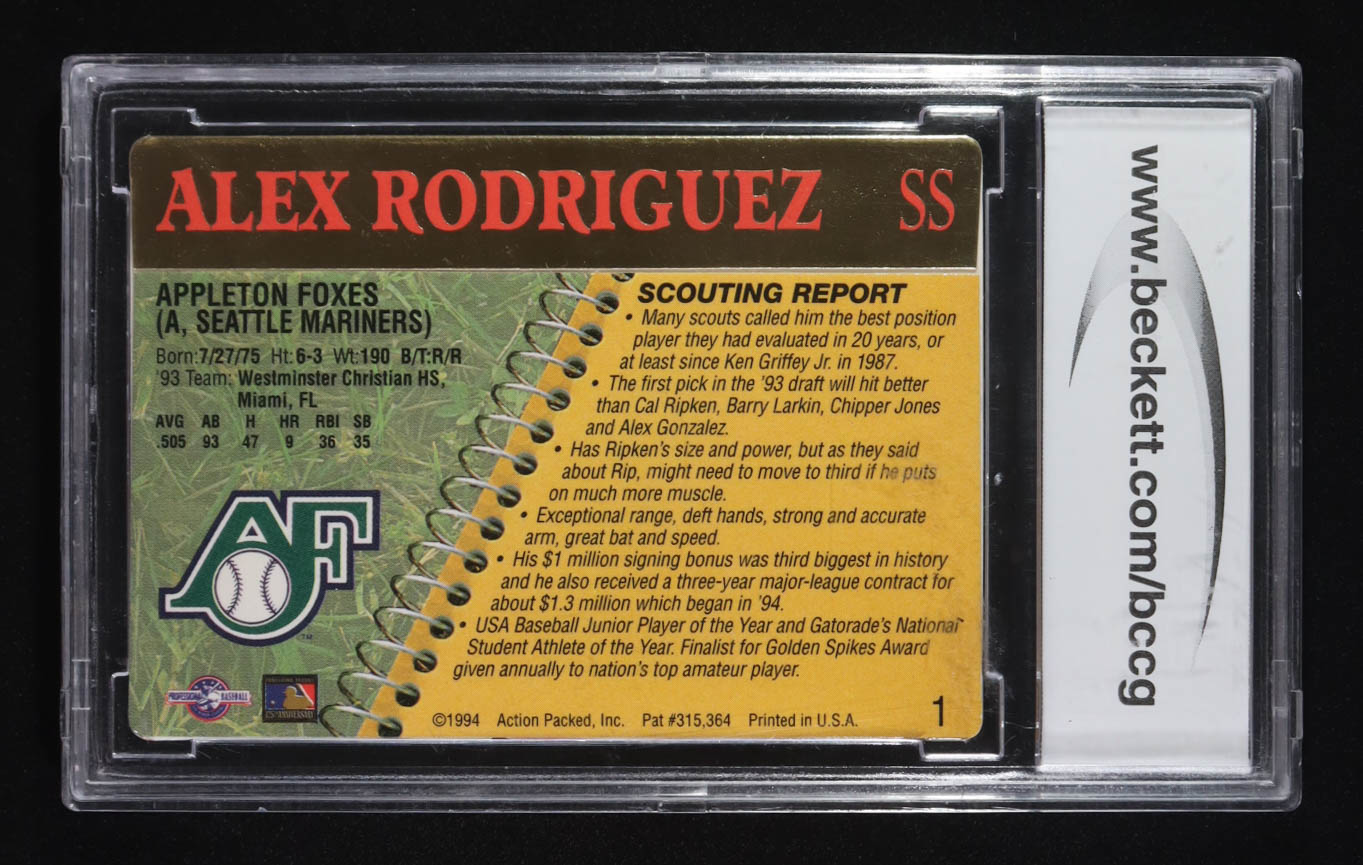 ALEX RODRIGUEZ SS
APPLETON FOXES
(A, SEATTLE MARINERS)
Born:7/27/75 Ht:6-3 Wt:190 B/T:R/R
'93 Team: Westminster Christian HS,
Miami, FL
AVG AB H HR RBI SB
.505 93 47 9 36 35
AF
TM
PROFESSIONAL BASEBALL
125TH ANNIVERSARY
SCOUTING REPORT
• Many scouts called him the best position
player they had evaluated in 20 years, or
at least since Ken Griffey Jr. in 1987.
• The first pick in the '93 draft will hit better
than Cal Ripken, Barry Larkin, Chipper Jones
and Alex Gonzalez.
• Has Ripken's size and power, but as they said
about Rip, might need to move to third if he puts
on much more muscle.
• Exceptional range, deft hands, strong and accurate
arm, great bat and speed.
• His $1 million signing bonus was third biggest in history
and he also received a three-year major-league contract for
about $1.3 million which began in '94.
• USA Baseball Junior Player of the Year and Gatorade's National
Student Athlete of the Year. Finalist for Golden Spikes Award
given annually to nation's top amateur player.
©1994 Action Packed, Inc. Pat #315,364 Printed in U.S.A. 1
www.beckett.com/bccg